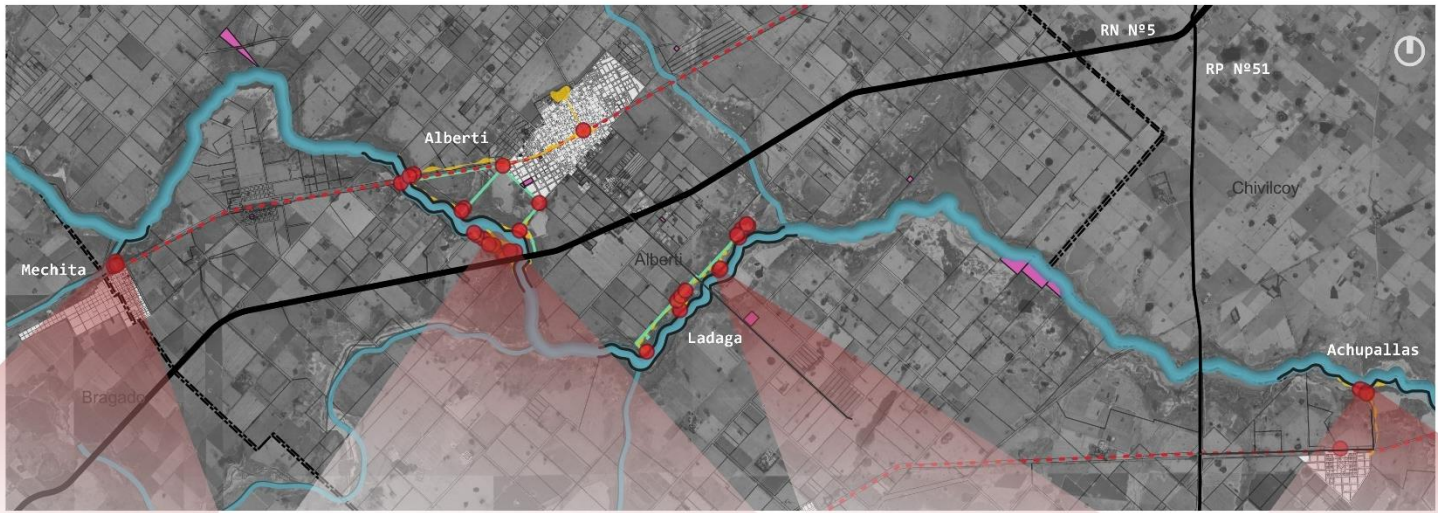 RN Nº5
RP Nº51
Alberti
Chivilcoy
Mechita
Alberti
Ladaga
Achupallas
Bragado